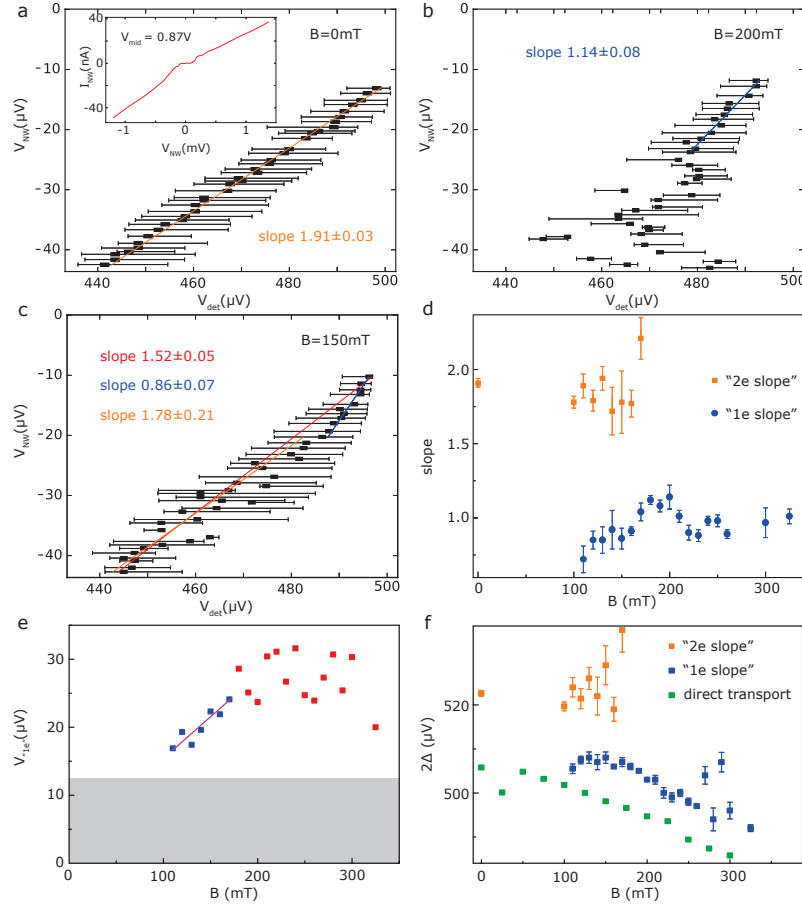 a
B=0mT
V_mid = 0.87V
I_NW(nA)
40
0
−40
−1
0
1
V_NW(mV)
V_NW(μV)
0
−10
−20
−30
−40
slope 1.91±0.03
440
460
480
500
V_det(μV)
b
B=200mT
slope 1.14±0.08
V_NW(μV)
0
−10
−20
−30
−40
440
460
480
500
V_det(μV)
c
B=150mT
slope 1.52±0.05
slope 0.86±0.07
slope 1.78±0.21
V_NW(μV)
0
−10
−20
−30
−40
440
460
480
500
V_det(μV)
d
“2e slope”
“1e slope”
slope
2.0
1.5
1.0
.5
0
100
200
300
B (mT)
e
V_"1e"(μV)
30
20
10
0
0
100
200
300
B (mT)
f
“2e slope”
“1e slope”
direct transport
2Δ (μV)
520
500
0
100
200
300
B (mT)